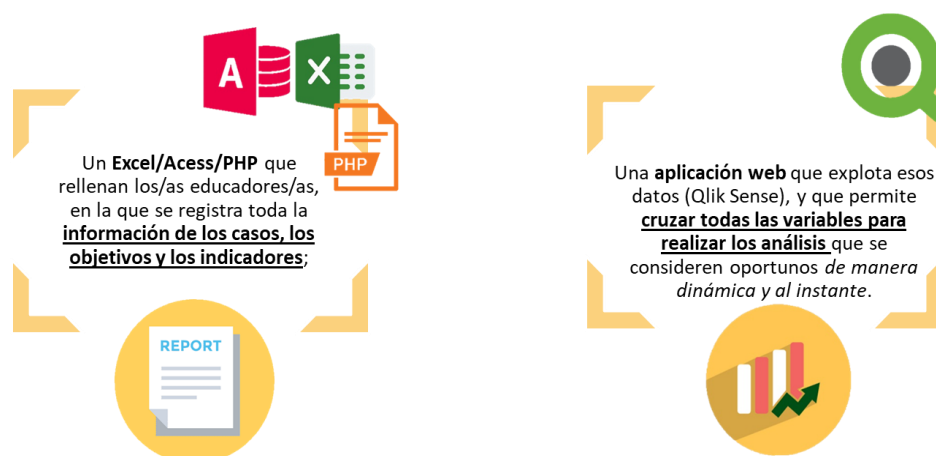 A
X
PHP
Un Excel/Acess/PHP que
rellenan los/as educadores/as,
en la que se registra toda la
información de los casos, los
objetivos y los indicadores;
REPORT
Una aplicación web que explota esos
datos (Qlik Sense), y que permite
cruzar todas las variables para
realizar los análisis que se
consideren oportunos de manera
dinámica y al instante.